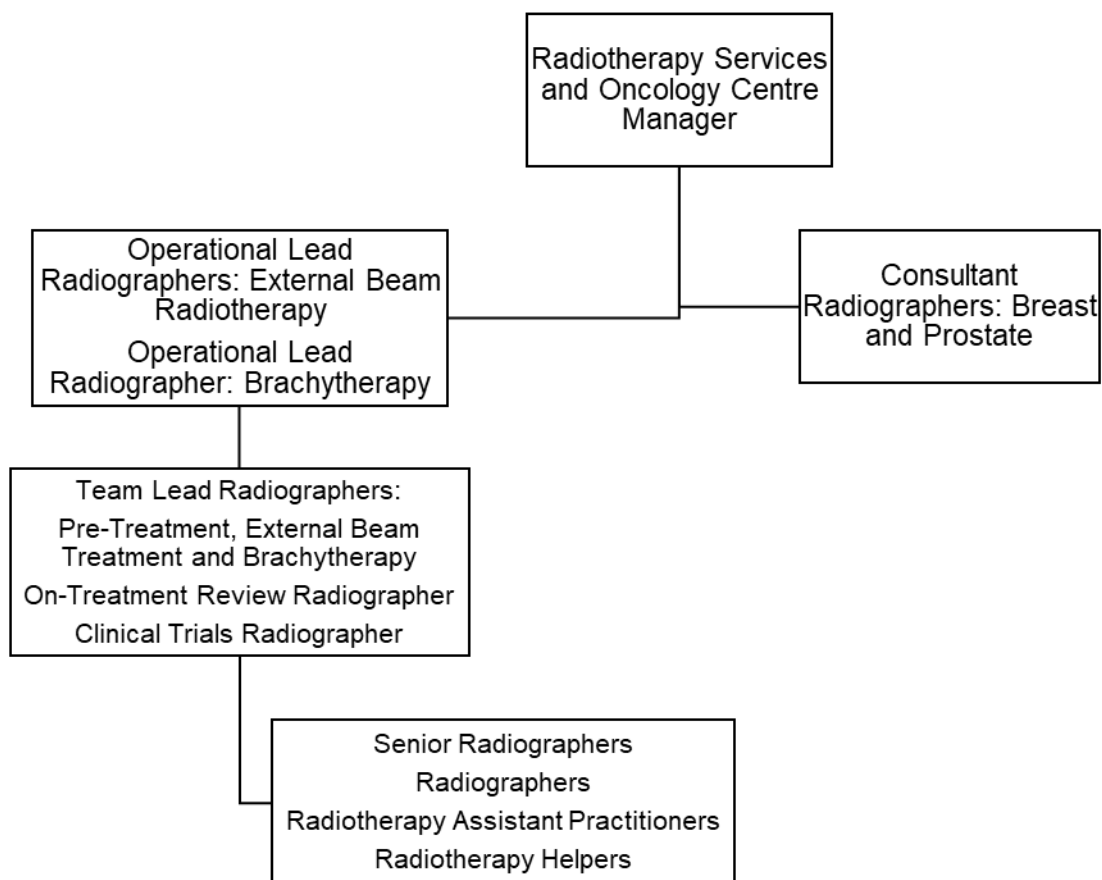 Radiotherapy Services
and Oncology Centre
Manager
Operational Lead
Radiographers: External Beam
Radiotherapy
Operational Lead
Radiographer: Brachytherapy
Consultant
Radiographers: Breast
and Prostate
Team Lead Radiographers:
Pre-Treatment, External Beam
Treatment and Brachytherapy
On-Treatment Review Radiographer
Clinical Trials Radiographer
Senior Radiographers
Radiographers
Radiotherapy Assistant Practitioners
Radiotherapy Helpers